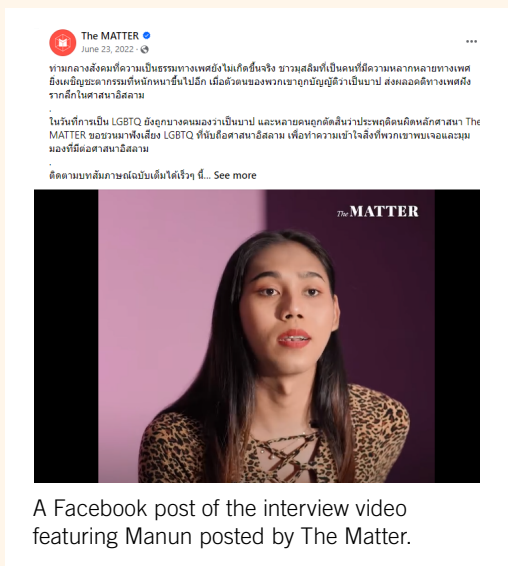 The MATTER
June 23, 2022 ·
ท่ามกลางสังคมที่ความเป็นธรรมทางเพศยังไม่เกิดขึ้นจริง ชาวมุสลิมที่เป็นคนที่มีความหลากหลายทางเพศ
ยิ่งเผชิญชะตากรรมที่หนักหนาขึ้นไปอีก เมื่อตัวตนของพวกเขาถูกบัญญัติว่าเป็นบาป ส่งผลอคติทางเพศฝัง
รากลึกในศาสนาอิสลาม
.
ในวันที่การเป็น LGBTQ ยังถูกบางคนมองว่าเป็นบาป และหลายคนถูกตัดสินว่าประพฤติตนผิดหลักศาสนา The
MATTER ขอชวนมาฟังเสียง LGBTQ ที่นับถือศาสนาอิสลาม เพื่อทำความเข้าใจสิ่งที่พวกเขาพบเจอและมุม
มองที่มีต่อศาสนาอิสลาม
.
ติดตามบทสัมภาษณ์ฉบับเต็มได้เร็วๆ นี้... See more
The MATTER
A Facebook post of the interview video
featuring Manun posted by The Matter.